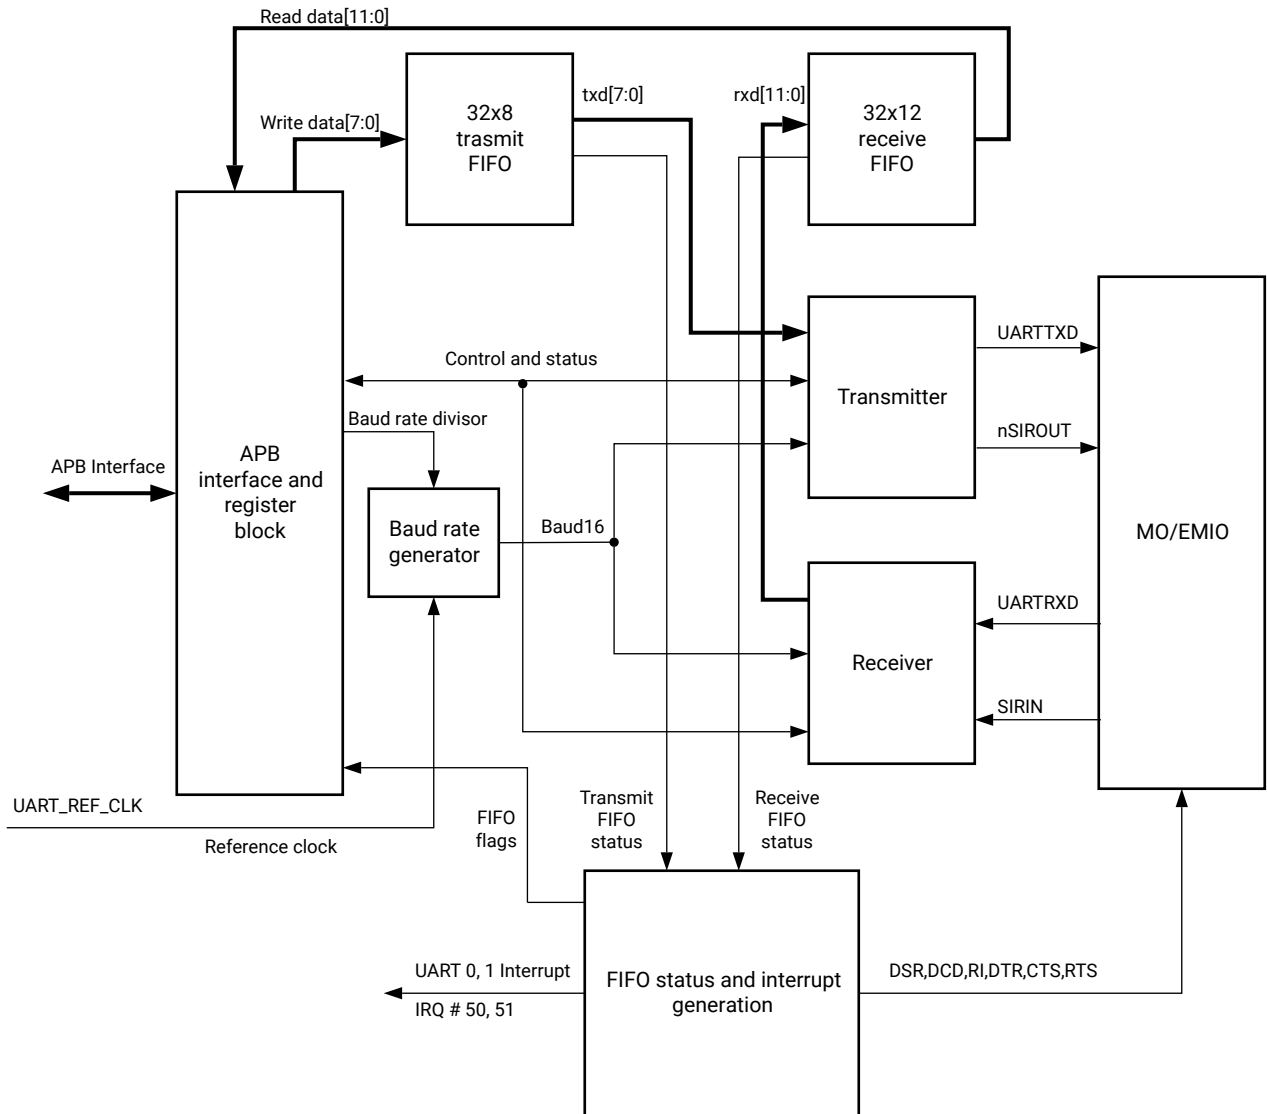 Read data[11:0]
32x8
trasmit
FIFO
txd[7:0]
rxd[11:0]
32x12
receive
FIFO
Write data[7:0]
UARTTXD
Control and status
Transmitter
Baud rate divisor
nSIROUT
APB Interface
APB
interface and
register
block
Baud rate
generator
Baud16
MO/EMIO
UARTRXD
Receiver
SIRIN
UART_REF_CLK
Reference clock
FIFO
flags
Transmit
FIFO
status
Receive
FIFO
status
UART 0, 1 Interrupt
IRQ # 50, 51
FIFO status and interrupt
generation
DSR,DCD,RI,DTR,CTS,RTS